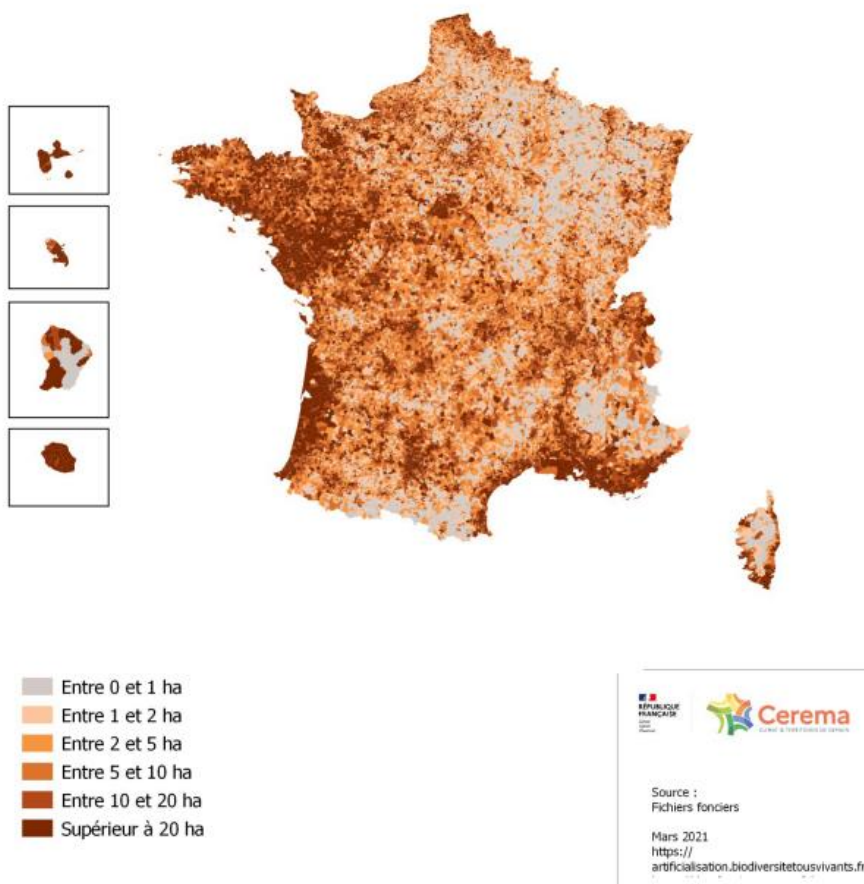 Entre 0 et 1 ha
Entre 1 et 2 ha
Entre 2 et 5 ha
Entre 5 et 10 ha
Entre 10 et 20 ha
Supérieur à 20 ha
RÉPUBLIQUE
FRANÇAISE
Cerema
Source :
Fichiers fonciers
Mars 2021
https://
artificialisation.biodiversitetousvivants.fr